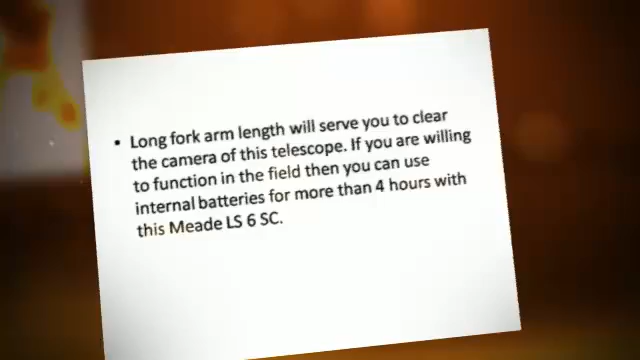 • Long fork arm length will serve you to clear
the camera of this telescope. If you are willing
to function in the field then you can use
internal batteries for more than 4 hours with
this Meade LS 6 SC.